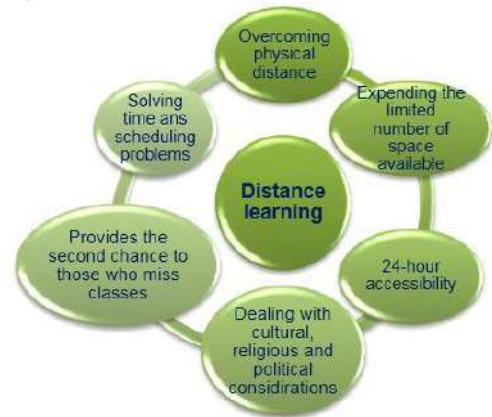 Overcoming
physical
distance
Expending the
limited
number of
space
available
24-hour
accessibility
Dealing with
cultural,
religious and
political
considirations
Provides the
second chance to
those who miss
classes
Solving
time ans
scheduling
problems
Distance
learning